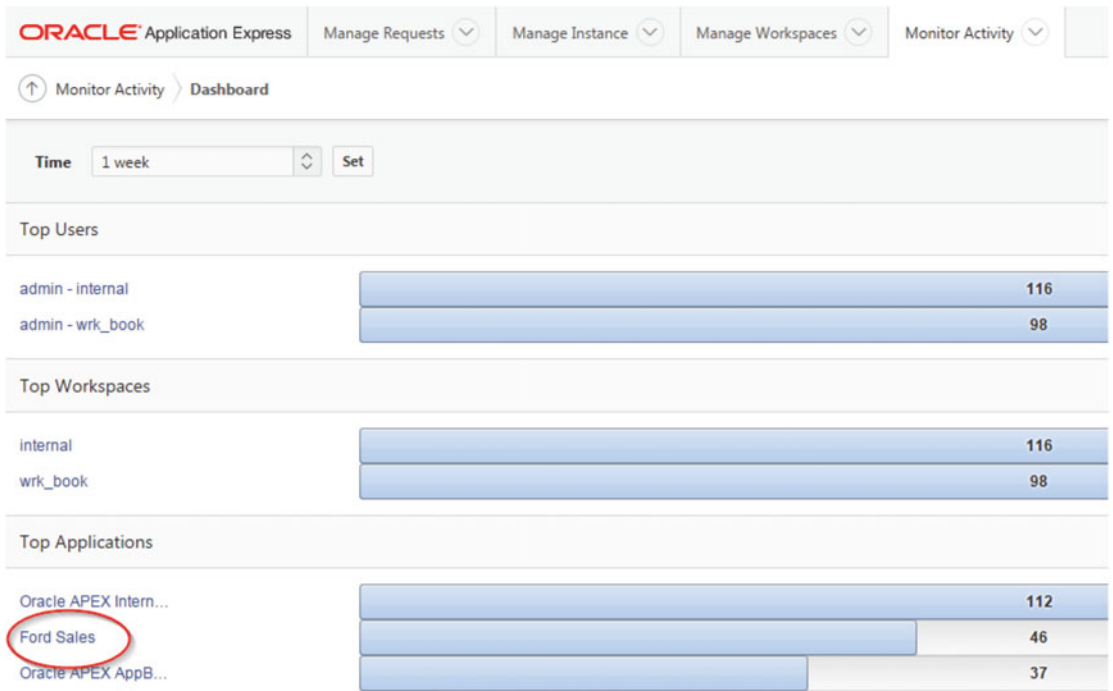 ORACLE Application Express Manage Requests Manage Instance Manage Workspaces Monitor Activity
Monitor Activity Dashboard
Time 1 week Set
Top Users
admin - internal 116
admin - wrk_book 98
Top Workspaces
internal 116
wrk_book 98
Top Applications
Oracle APEX Intern... 112
Ford Sales 46
Oracle APEX AppB... 37